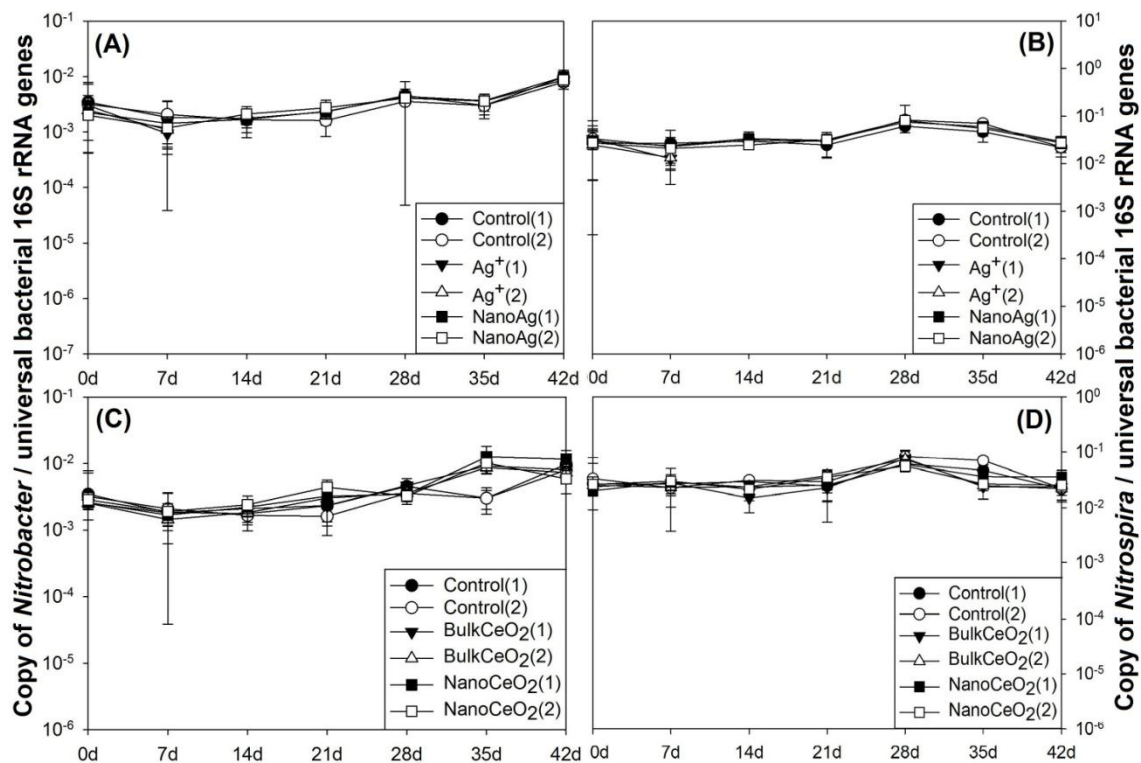 Copy of Nitrobacter / universal bacterial 16S rRNA genes
(A)
10⁻¹
10⁻²
10⁻³
10⁻⁴
10⁻⁵
10⁻⁶
10⁻⁷
Control(1)
Control(2)
Ag⁺(1)
Ag⁺(2)
NanoAg(1)
NanoAg(2)
0d 7d 14d 21d 28d 35d 42d
(B)
10¹
10⁰
10⁻¹
10⁻²
10⁻³
10⁻⁴
10⁻⁵
10⁻⁶
Control(1)
Control(2)
Ag⁺(1)
Ag⁺(2)
NanoAg(1)
NanoAg(2)
0d 7d 14d 21d 28d 35d 42d
(C)
10⁻¹
10⁻²
10⁻³
10⁻⁴
10⁻⁵
10⁻⁶
Control(1)
Control(2)
BulkCeO₂(1)
BulkCeO₂(2)
NanoCeO₂(1)
NanoCeO₂(2)
0d 7d 14d 21d 28d 35d 42d
(D)
10⁰
10⁻¹
10⁻²
10⁻³
10⁻⁴
10⁻⁵
10⁻⁶
Control(1)
Control(2)
BulkCeO₂(1)
BulkCeO₂(2)
NanoCeO₂(1)
NanoCeO₂(2)
0d 7d 14d 21d 28d 35d 42d
Copy of Nitrospira / universal bacterial 16S rRNA genes